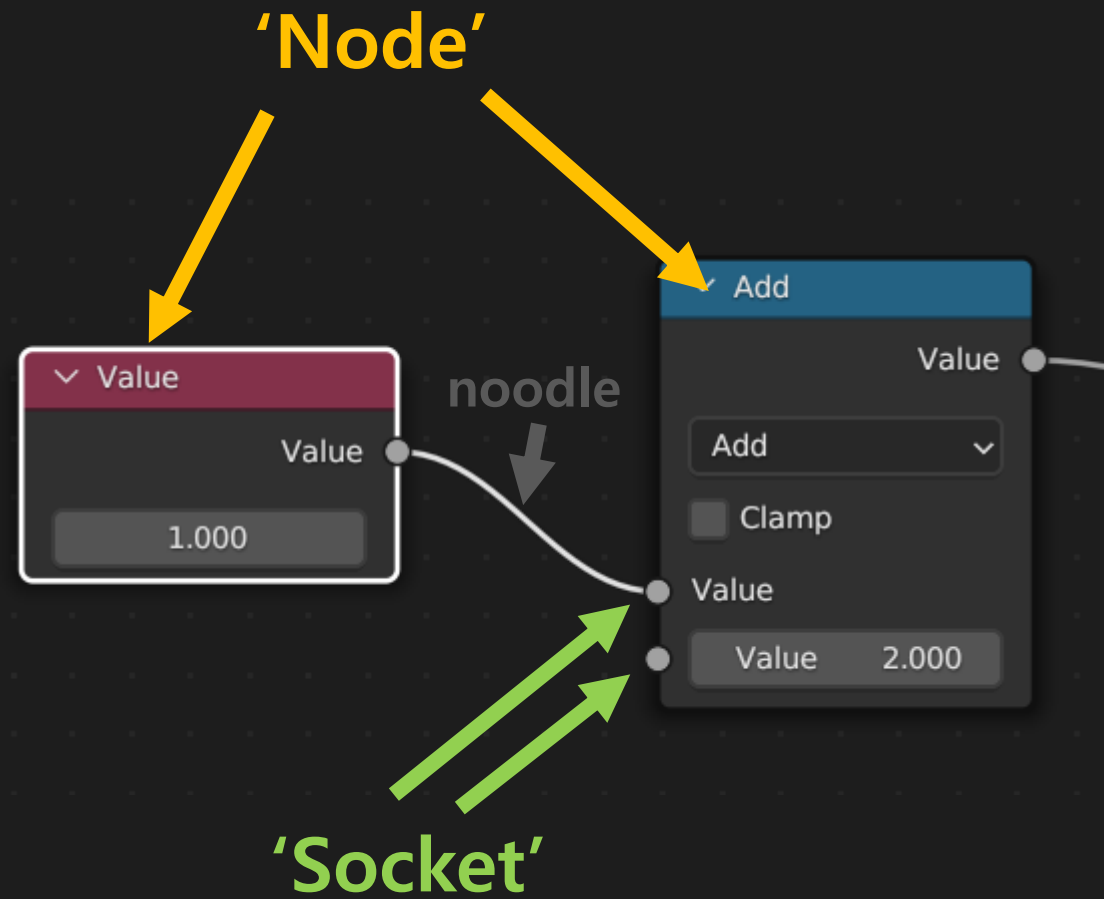 ‘Node’
Add
Value
Value
noodle
Add
Value
1.000
Clamp
Value
Value 2.000
‘Socket’